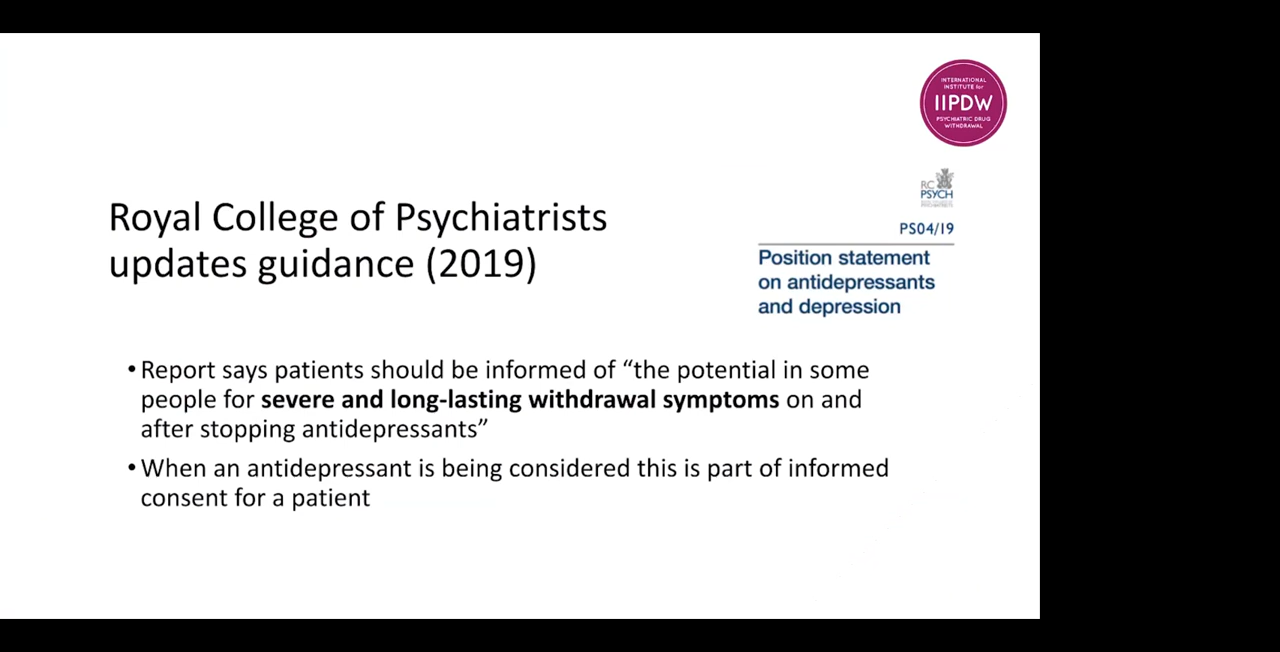 INTERNATIONAL
INSTITUTE for
IIPDW
PSYCHIATRIC DRUG
WITHDRAWAL
RC
PSYCH
PS04/19
Royal College of Psychiatrists
updates guidance (2019)
Position statement
on antidepressants
and depression
•Report says patients should be informed of “the potential in some
people for severe and long-lasting withdrawal symptoms on and
after stopping antidepressants”
•When an antidepressant is being considered this is part of informed
consent for a patient